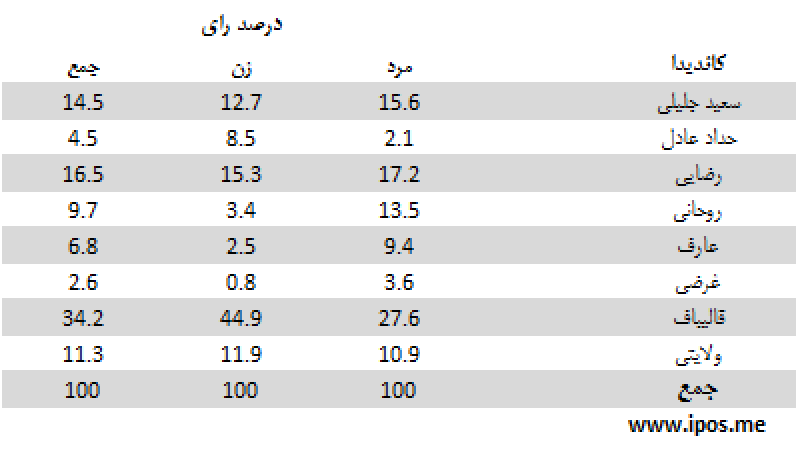 درصد رای
کاندیدا مرد زن جمع
سعید جلیلی 15.6 12.7 14.5
حداد عادل 2.1 8.5 4.5
رضایی 17.2 15.3 16.5
روحانی 13.5 3.4 9.7
عارف 9.4 2.5 6.8
غرضی 3.6 0.8 2.6
قالیباف 27.6 44.9 34.2
ولایتی 10.9 11.9 11.3
جمع 100 100 100
www.ipos.me